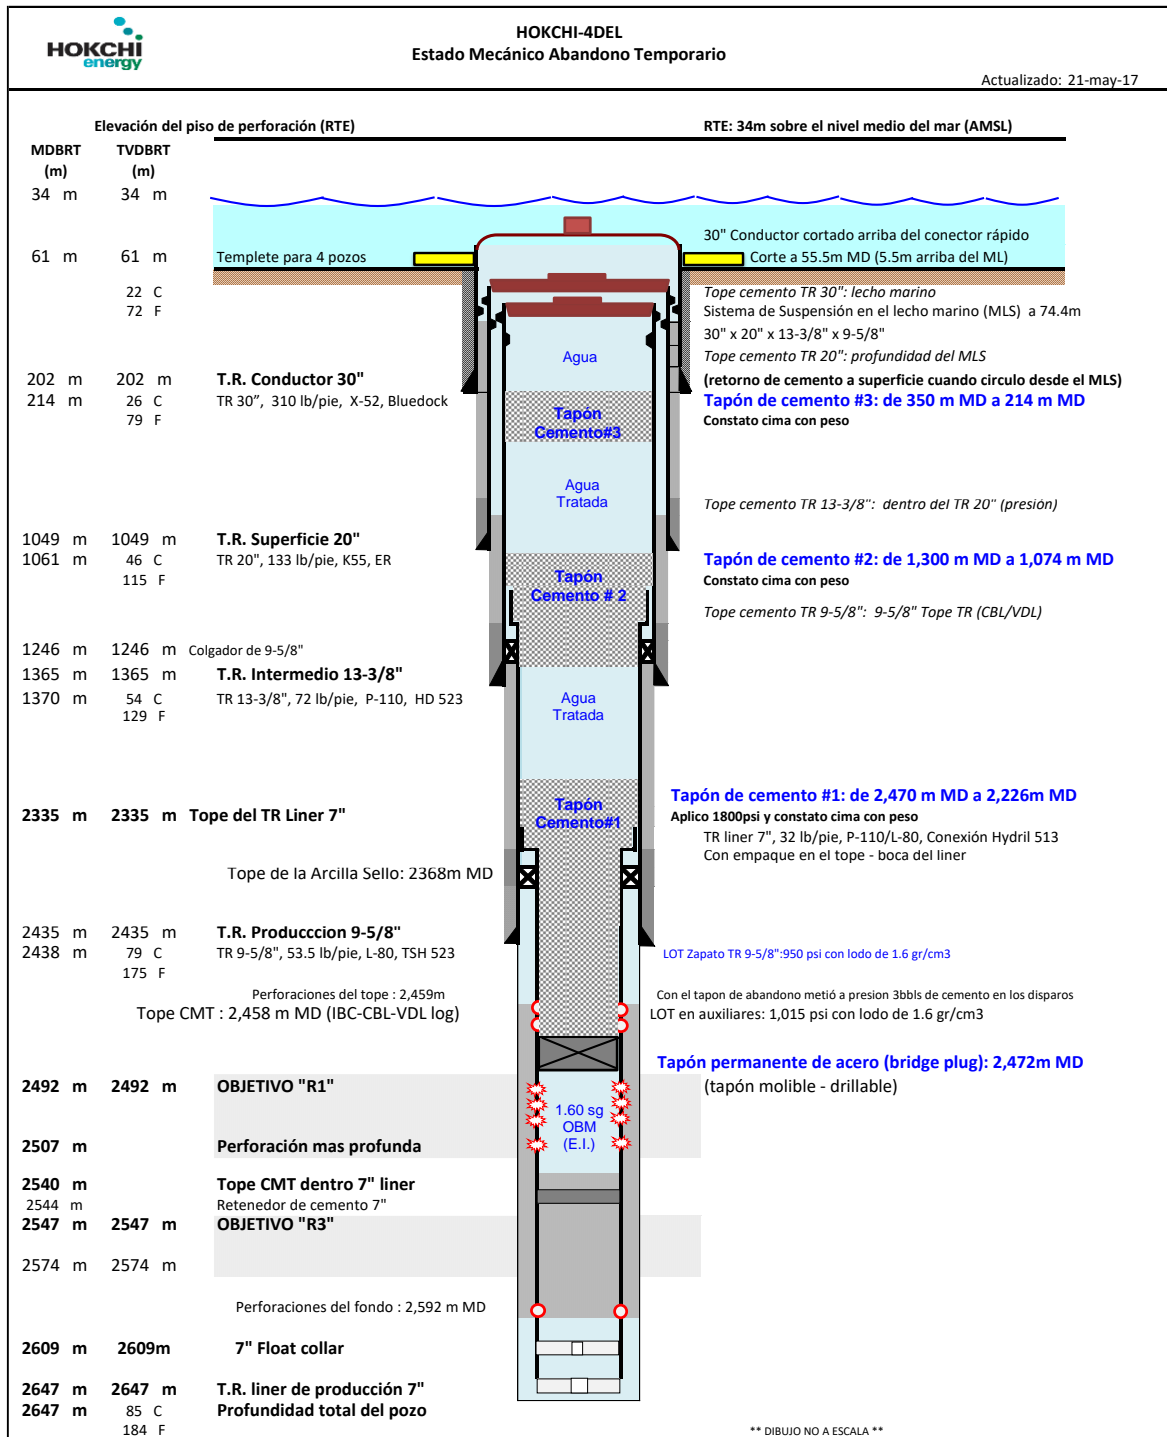 HOKCHI
energy
HOKCHI-4DEL
Estado Mecánico Abandono Temporario
Actualizado: 21-may-17
Elevación del piso de perforación (RTE)
RTE: 34m sobre el nivel medio del mar (AMSL)
MDBRT TVDBRT
(m) (m)
34 m 34 m
30" Conductor cortado arriba del conector rápido
61 m 61 m Templete para 4 pozos Corte a 55.5m MD (5.5m arriba del ML)
22 C Tope cemento TR 30": lecho marino
72 F Sistema de Suspensión en el lecho marino (MLS) a 74.4m
30" x 20" x 13-3/8" x 9-5/8"
Agua Tope cemento TR 20": profundidad del MLS
202 m 202 m T.R. Conductor 30" (retorno de cemento a superficie cuando circulo desde el MLS)
214 m 26 C TR 30”, 310 lb/pie, X-52, Bluedock Tapón de cemento #3: de 350 m MD a 214 m MD
79 F Tapón Constato cima con peso
Cemento#3
Agua
Tratada
Tope cemento TR 13-3/8": dentro del TR 20" (presión)
1049 m 1049 m T.R. Superficie 20"
1061 m 46 C TR 20", 133 lb/pie, K55, ER Tapón de cemento #2: de 1,300 m MD a 1,074 m MD
115 F Tapón Constato cima con peso
Cemento # 2
Tope cemento TR 9-5/8": 9-5/8" Tope TR (CBL/VDL)
1246 m 1246 m Colgador de 9-5/8"
1365 m 1365 m T.R. Intermedio 13-3/8"
1370 m 54 C TR 13-3/8", 72 lb/pie, P-110, HD 523 Agua
129 F Tratada
Tapón de cemento #1: de 2,470 m MD a 2,226m MD
2335 m 2335 m Tope del TR Liner 7" Tapón Aplico 1800psi y constato cima con peso
Cemento#1
TR liner 7", 32 lb/pie, P-110/L-80, Conexión Hydril 513
Con empaque en el tope - boca del liner
Tope de la Arcilla Sello: 2368m MD
2435 m 2435 m T.R. Producccion 9-5/8"
2438 m 79 C TR 9-5/8", 53.5 lb/pie, L-80, TSH 523 LOT Zapato TR 9-5/8":950 psi con lodo de 1.6 gr/cm3
175 F
Perforaciones del tope : 2,459m Con el tapon de abandono metió a presion 3bbls de cemento en los disparos
Tope CMT : 2,458 m MD (IBC-CBL-VDL log) LOT en auxiliares: 1,015 psi con lodo de 1.6 gr/cm3
Tapón permanente de acero (bridge plug): 2,472m MD
2492 m 2492 m OBJETIVO "R1" (tapón molible - drillable)
1.60 sg
OBM
(E.I.)
2507 m Perforación mas profunda
2540 m Tope CMT dentro 7" liner
2544 m Retenedor de cemento 7"
2547 m 2547 m OBJETIVO "R3"
2574 m 2574 m
Perforaciones del fondo : 2,592 m MD
2609 m 2609m 7" Float collar
2647 m 2647 m T.R. liner de producción 7"
2647 m 85 C Profundidad total del pozo
184 F ** DIBUJO NO A ESCALA **